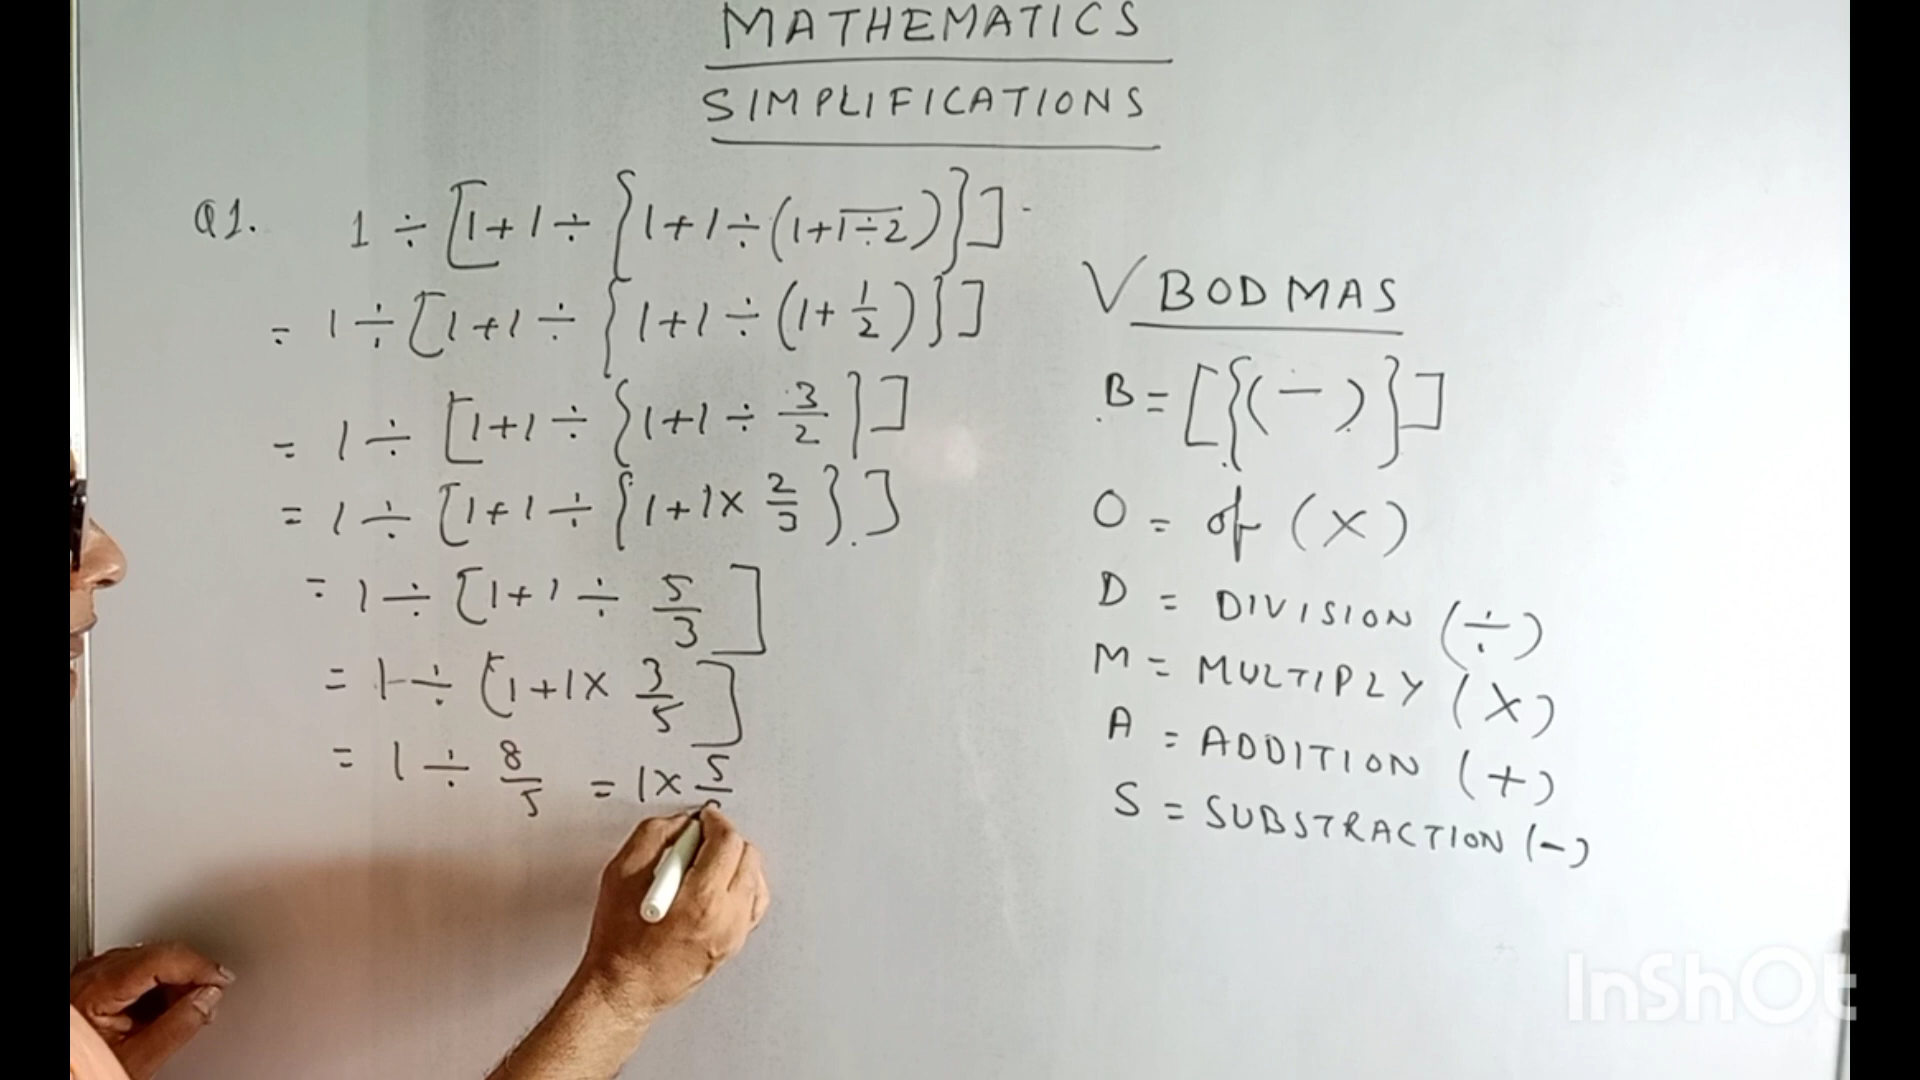 MATHEMATICS
SIMPLIFICATIONS
Q1. 1 ÷ [1+1 ÷ {1+1÷(1+1÷2)}]
= 1÷[1+1 ÷ {1+1÷(1+ 1/2)}]
= 1 ÷ [1+1 ÷ {1+1 ÷ 3/2}]
= 1 ÷ [1+1 ÷ {1+1× 2/3}]
= 1÷ [1+1 ÷ 5/3]
= 1÷ [1+1× 3/5]
= 1÷ 8/5 = 1× 5/
V BODMAS
B = [{(—)}]
O = of (×)
D = DIVISION (÷)
M = MULTIPLY (×)
A = ADDITION (+)
S = SUBSTRACTION (-)
InShOt